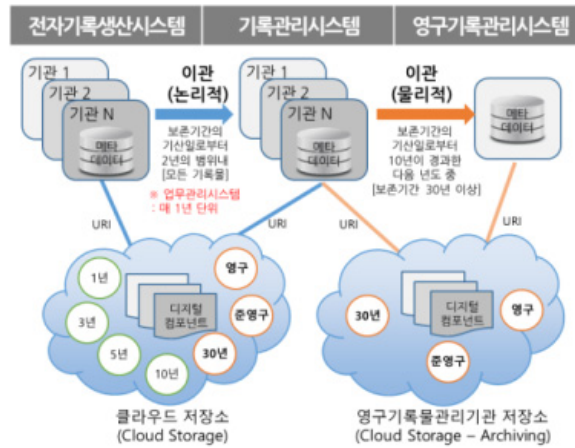 전자기록생산시스템
기록관리시스템
영구기록관리시스템
기관 1
기관 2
기관 N
메타
데이터
이관
(논리적)
보존기간의
기산일로부터
2년의 범위내
[모든 기록물]
※ 업무관리시스템
: 매 1년 단위
기관 1
기관 2
기관 N
메타
데이터
이관
(물리적)
보존기간의
기산일로부터
10년이 경과한
다음 년도 중
[보존기간 30년 이상]
메타
데이터
URI
URI
URI
URI
1년
3년
5년
10년
30년
준영구
영구
디지털
컴포넌트
30년
준영구
영구
디지털
컴포넌트
클라우드 저장소
(Cloud Storage)
영구기록물관리기관 저장소
(Cloud Storage – Archiving)